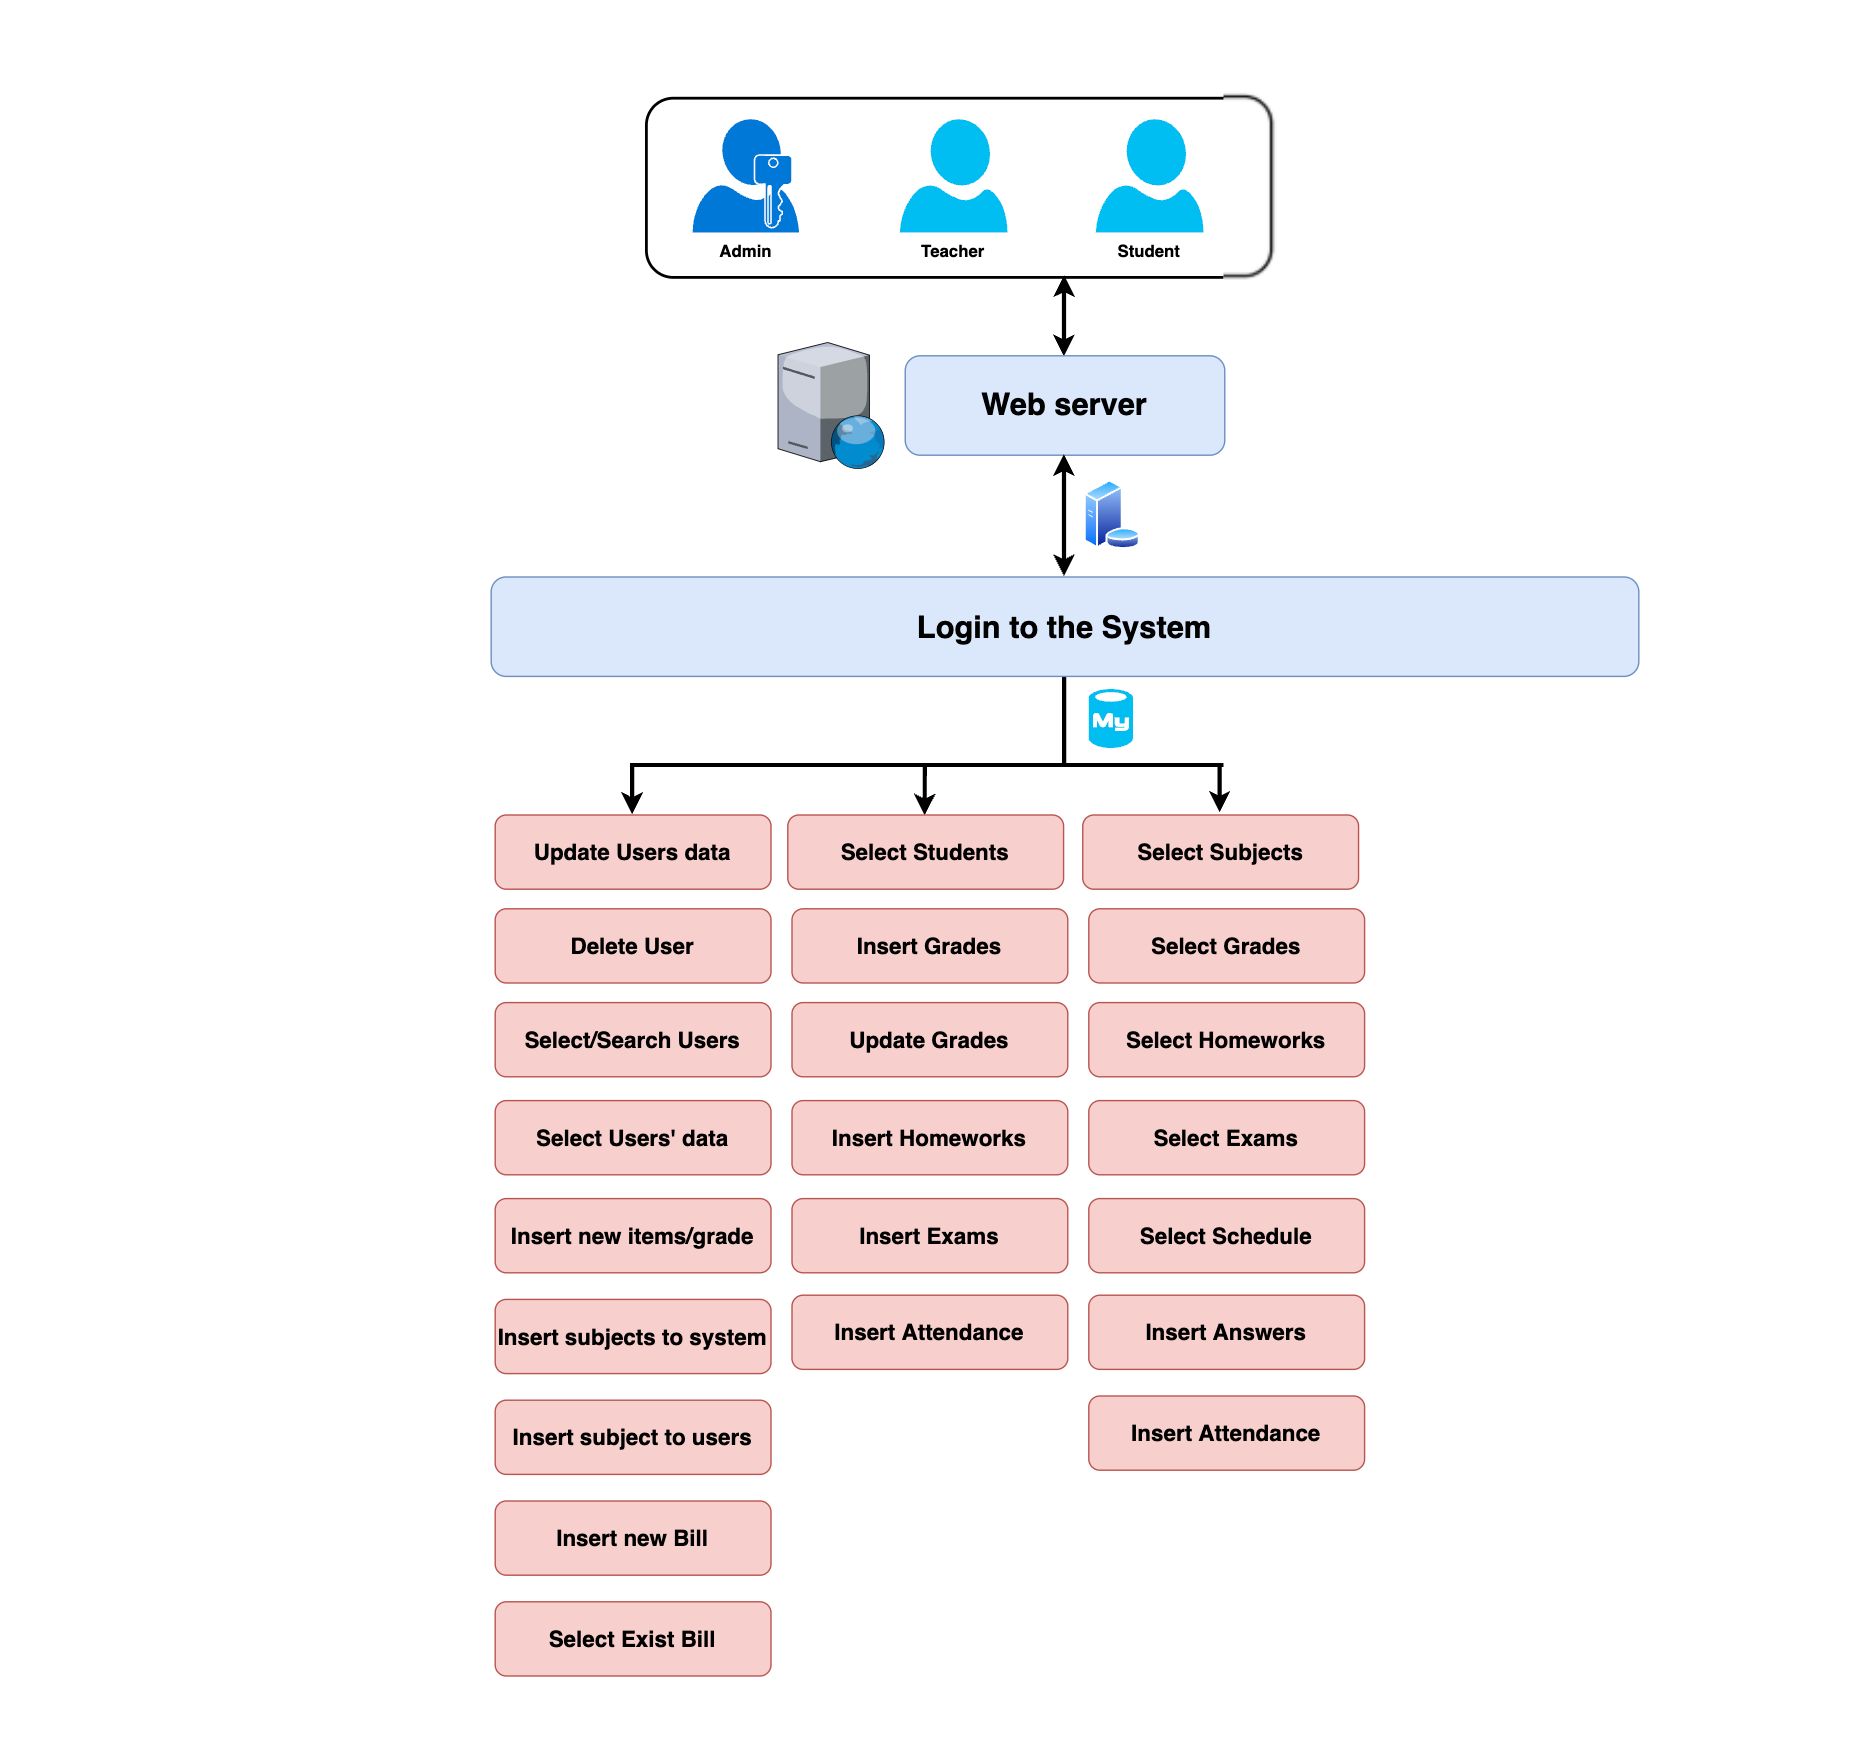 Admin
Teacher
Student
Web server
Login to the System
My
Update Users data
Select Students
Select Subjects
Delete User
Insert Grades
Select Grades
Select/Search Users
Update Grades
Select Homeworks
Select Users' data
Insert Homeworks
Select Exams
Insert new items/grade
Insert Exams
Select Schedule
Insert subjects to system
Insert Attendance
Insert Answers
Insert subject to users
Insert Attendance
Insert new Bill
Select Exist Bill